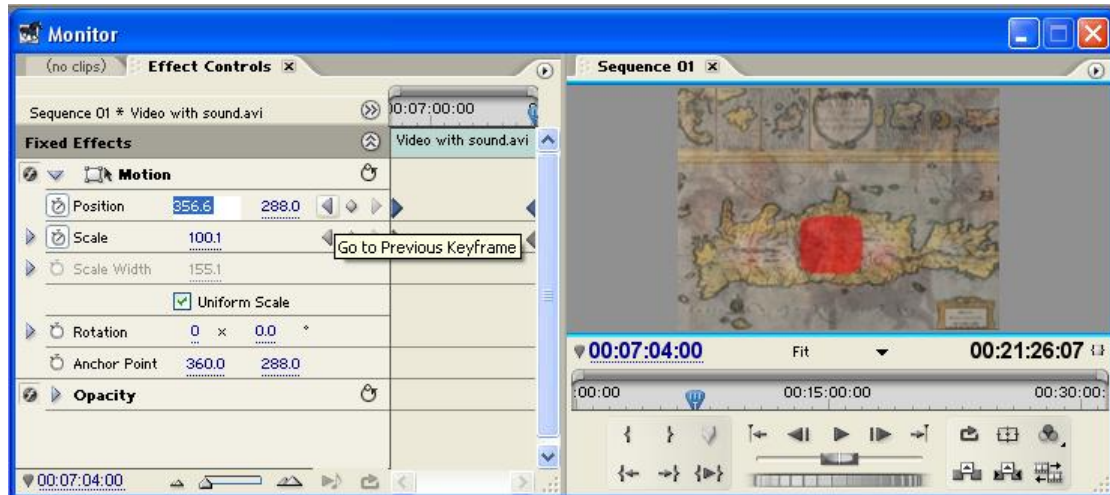 Monitor
(no clips) Effect Controls
Sequence 01 * Video with sound.avi
0:07:00:00
Fixed Effects
Video with sound.avi
Motion
Position 356.6 288.0
Scale 100.1
Go to Previous Keyframe
Scale Width 155.1
Uniform Scale
Rotation 0 x 0.0 °
Anchor Point 360.0 288.0
Opacity
00:07:04:00
Sequence 01
00:07:04:00 Fit 00:21:26:07
:00:00 00:15:00:00 00:30:00: